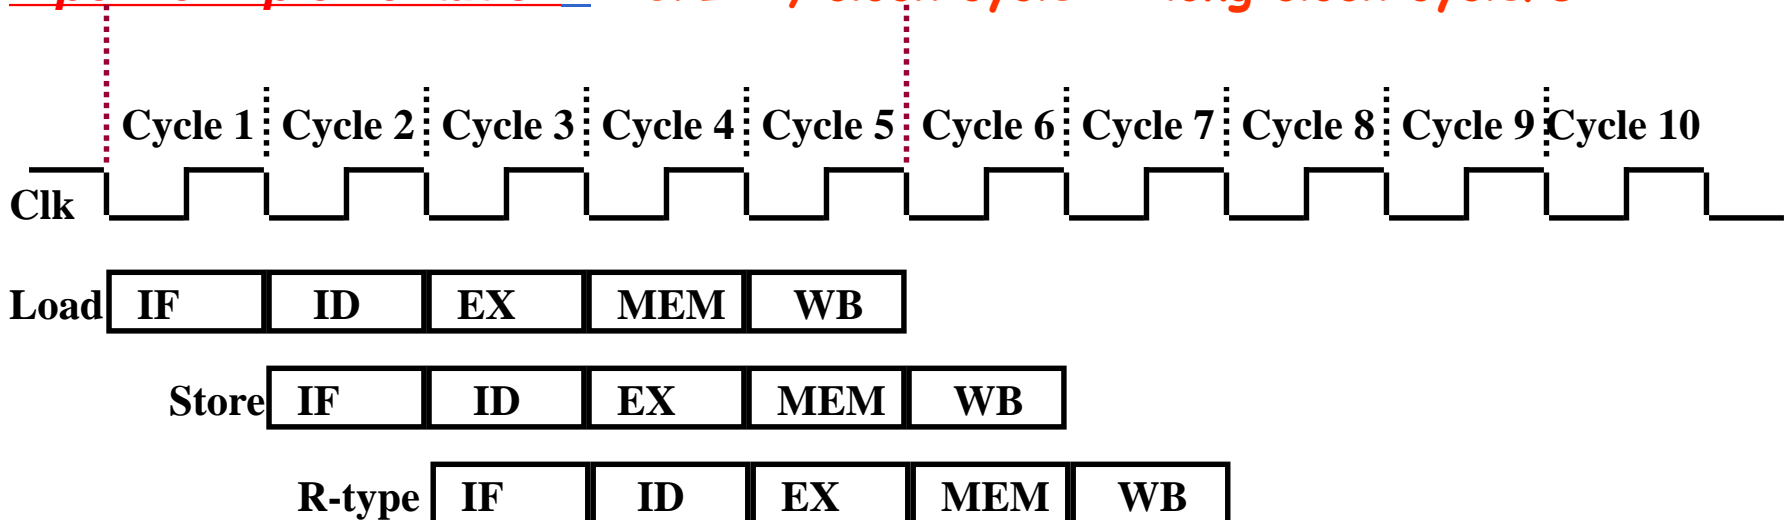 Cycle 1 Cycle 2 Cycle 3 Cycle 4 Cycle 5 Cycle 6 Cycle 7 Cycle 8 Cycle 9 Cycle 10
Clk
Load IF ID EX MEM WB
Store IF ID EX MEM WB
R-type IF ID EX MEM WB